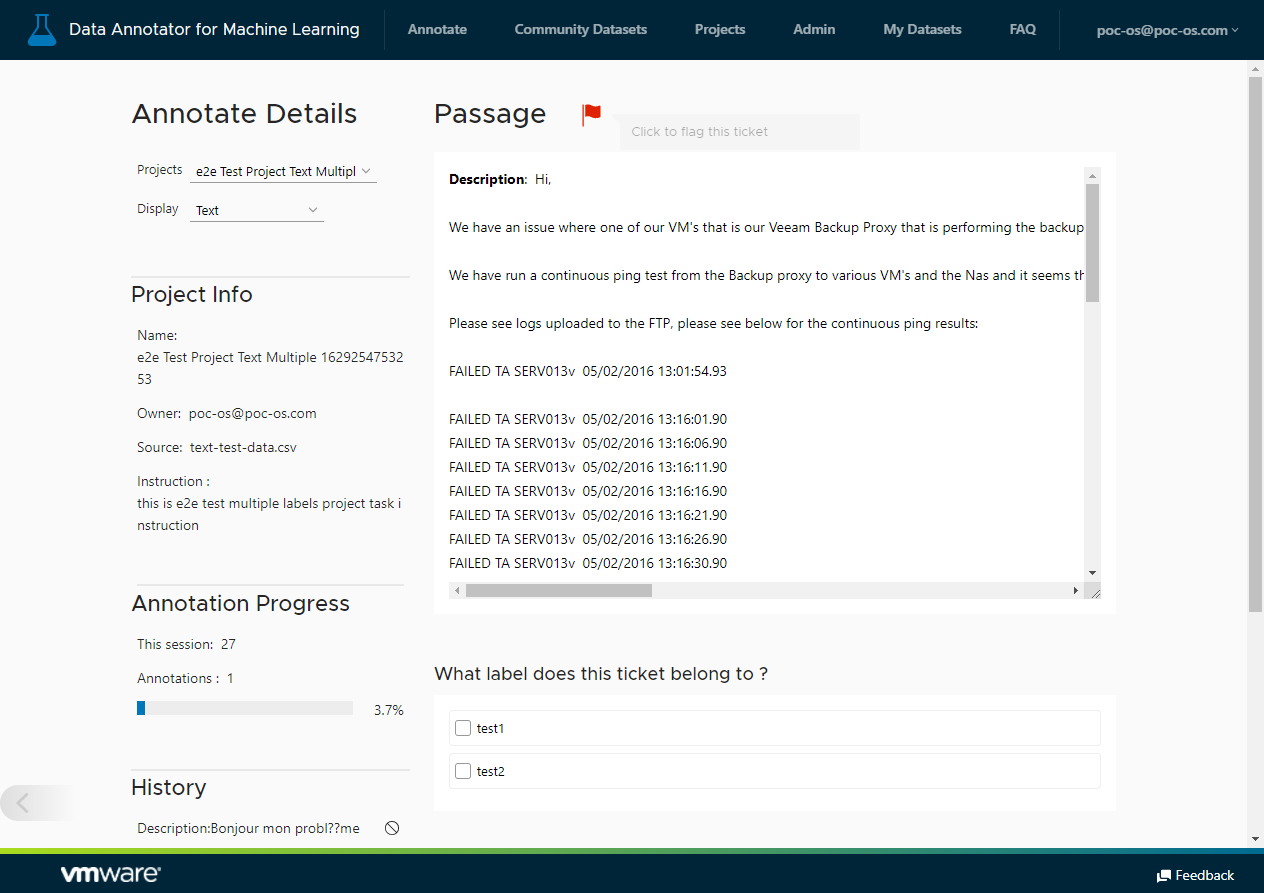 Data Annotator for Machine Learning
Annotate
Community Datasets
Projects
Admin
My Datasets
FAQ
poc-os@poc-os.com
Annotate Details
Projects
e2e Test Project Text Multipl
Display
Text
Project Info
Name:
e2e Test Project Text Multiple 16292547532
53
Owner: poc-os@poc-os.com
Source: text-test-data.csv
Instruction :
this is e2e test multiple labels project task i
nstruction
Annotation Progress
This session: 27
Annotations : 1
3.7%
History
Description:Bonjour mon probl??me
Passage
Click to flag this ticket
Description: Hi,
We have an issue where one of our VM's that is our Veeam Backup Proxy that is performing the backup
We have run a continuous ping test from the Backup proxy to various VM's and the Nas and it seems th
Please see logs uploaded to the FTP, please see below for the continuous ping results:
FAILED TA SERV013v 05/02/2016 13:01:54.93
FAILED TA SERV013v 05/02/2016 13:16:01.90
FAILED TA SERV013v 05/02/2016 13:16:06.90
FAILED TA SERV013v 05/02/2016 13:16:11.90
FAILED TA SERV013v 05/02/2016 13:16:16.90
FAILED TA SERV013v 05/02/2016 13:16:21.90
FAILED TA SERV013v 05/02/2016 13:16:26.90
FAILED TA SERV013v 05/02/2016 13:16:30.90
What label does this ticket belong to ?
test1
test2
vmware
Feedback